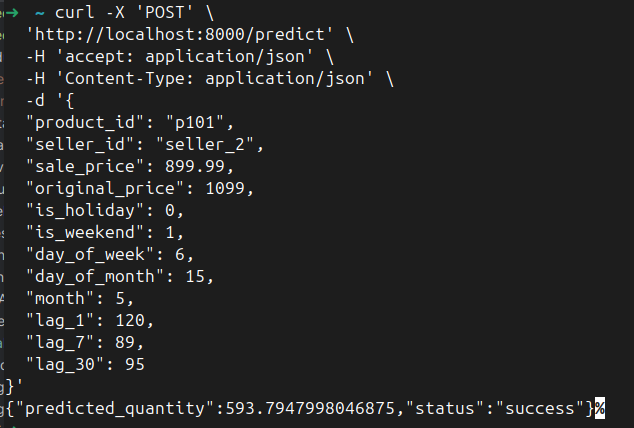 ➜  ~ curl -X 'POST' \
  'http://localhost:8000/predict' \
  -H 'accept: application/json' \
  -H 'Content-Type: application/json' \
  -d '{
  "product_id": "p101",
  "seller_id": "seller_2",
  "sale_price": 899.99,
  "original_price": 1099,
  "is_holiday": 0,
  "is_weekend": 1,
  "day_of_week": 6,
  "day_of_month": 15,
  "month": 5,
  "lag_1": 120,
  "lag_7": 89,
  "lag_30": 95
}'
{"predicted_quantity":593.7947998046875,"status":"success"}%